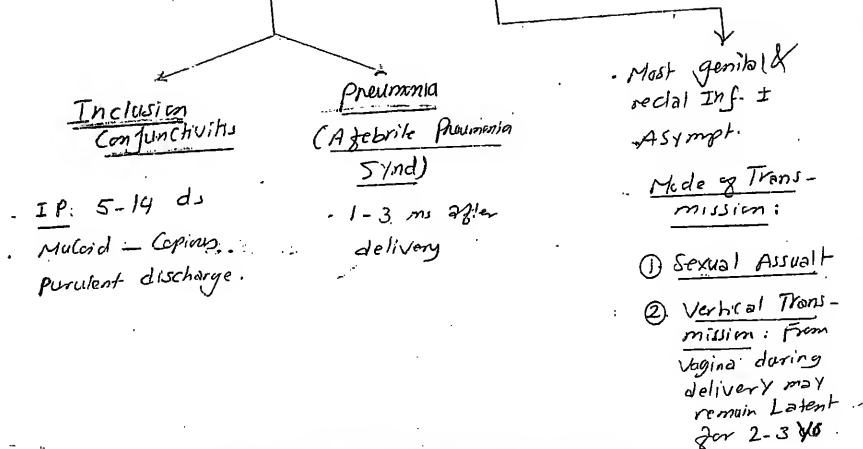 Inclusion
Conjunctivitis
- IP: 5-14 ds
. Mucoid - Copious
purulent discharge.
Pneumonia
(Afebrile Pneumonia
Synd)
. 1-3 ms after
delivery
. Most genital &
rectal Inf. ±
Asympt.
. Mode of Trans-
mission:
① Sexual Assualt
② Vertical Trans-
mission: From
Vagina during
delivery may
remain Latent
for 2-3